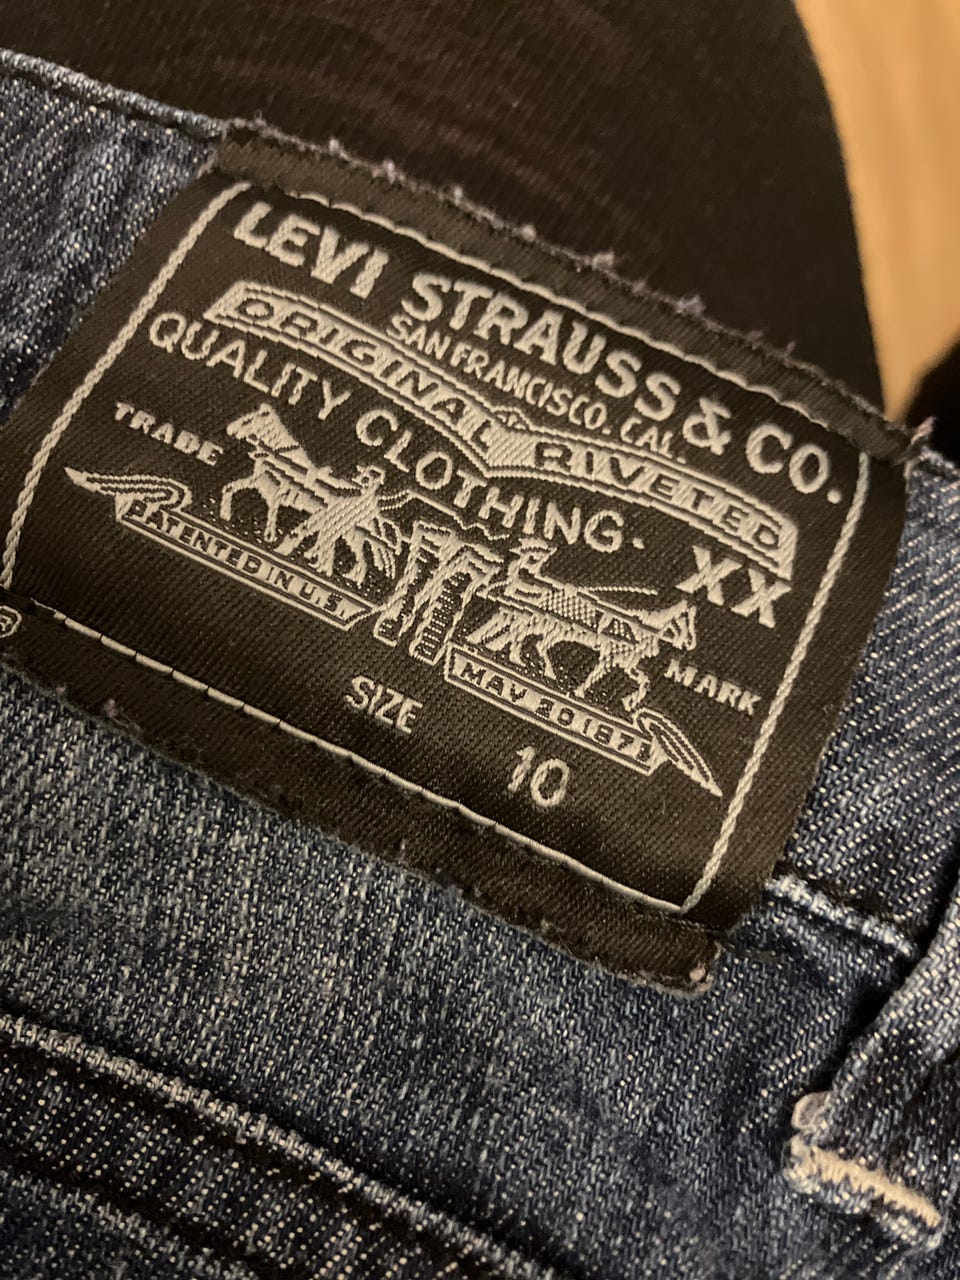 LEVI STRAUSS & CO.
SAN FRANCISCO. CAL.
ORIGINAL RIVETED
QUALITY CLOTHING. XX
TRADE MARK
PATENTED IN U.S.
MAY 20 1873
SIZE 10
®